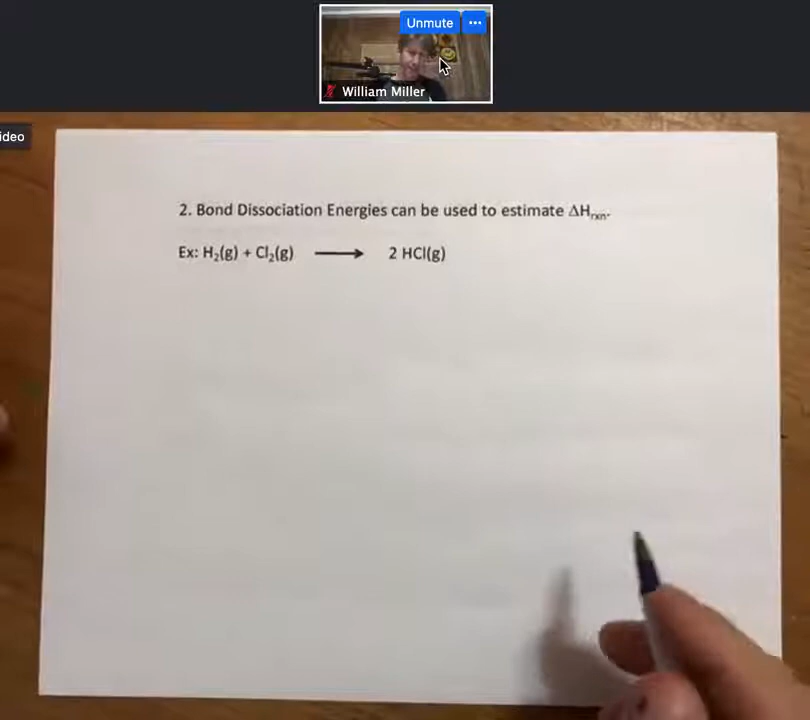 Unmute ...
William Miller
ideo
2. Bond Dissociation Energies can be used to estimate ΔHrxn.
Ex: H₂(g) + Cl₂(g) ⟶ 2 HCl(g)